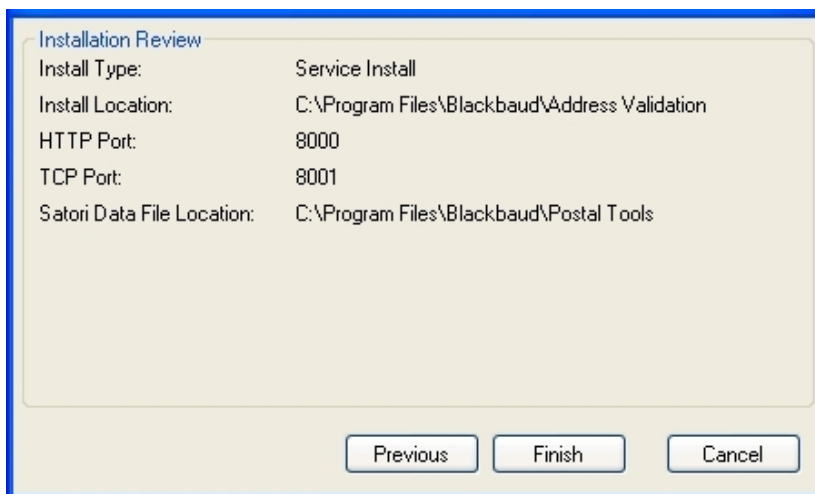 Installation Review
Install Type: Service Install
Install Location: C:\Program Files\Blackbaud\Address Validation
HTTP Port: 8000
TCP Port: 8001
Satori Data File Location: C:\Program Files\Blackbaud\Postal Tools
Previous Finish Cancel